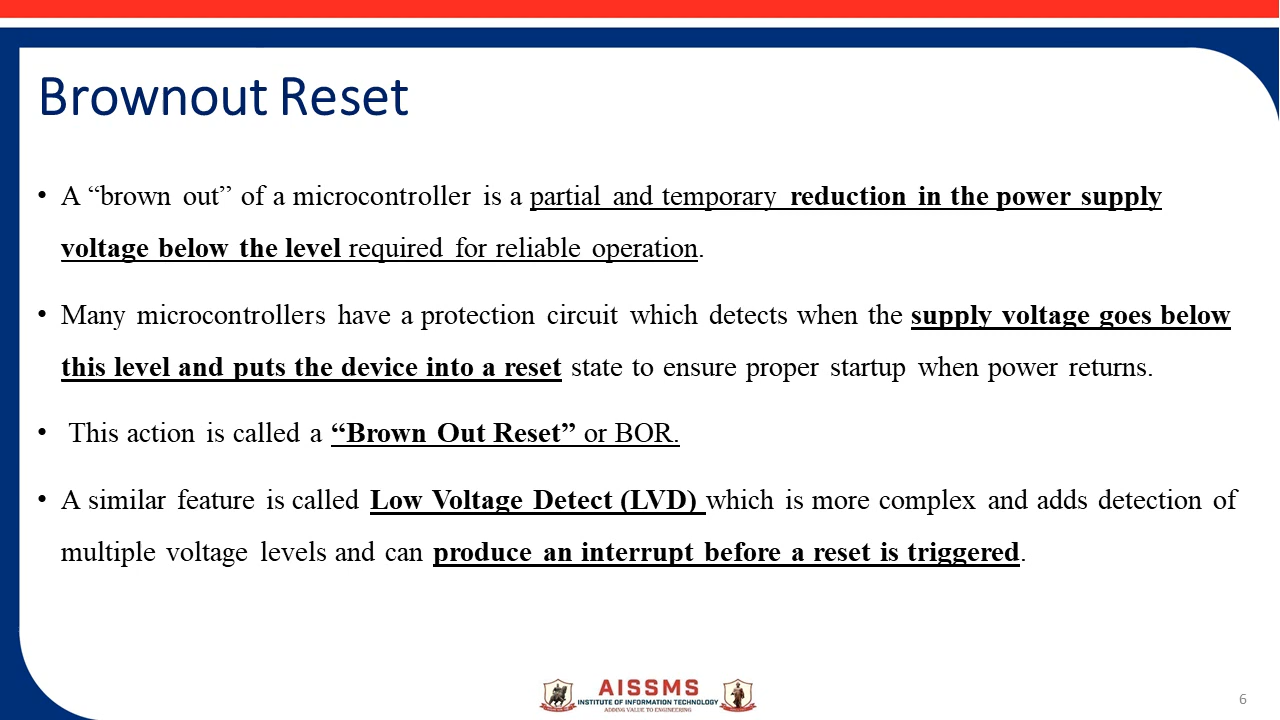 Brownout Reset
• A “brown out” of a microcontroller is a partial and temporary reduction in the power supply
voltage below the level required for reliable operation.
• Many microcontrollers have a protection circuit which detects when the supply voltage goes below
this level and puts the device into a reset state to ensure proper startup when power returns.
• This action is called a “Brown Out Reset” or BOR.
• A similar feature is called Low Voltage Detect (LVD) which is more complex and adds detection of
multiple voltage levels and can produce an interrupt before a reset is triggered.
AISSMS
INSTITUTE OF INFORMATION TECHNOLOGY
ADDING VALUE TO ENGINEERING
6